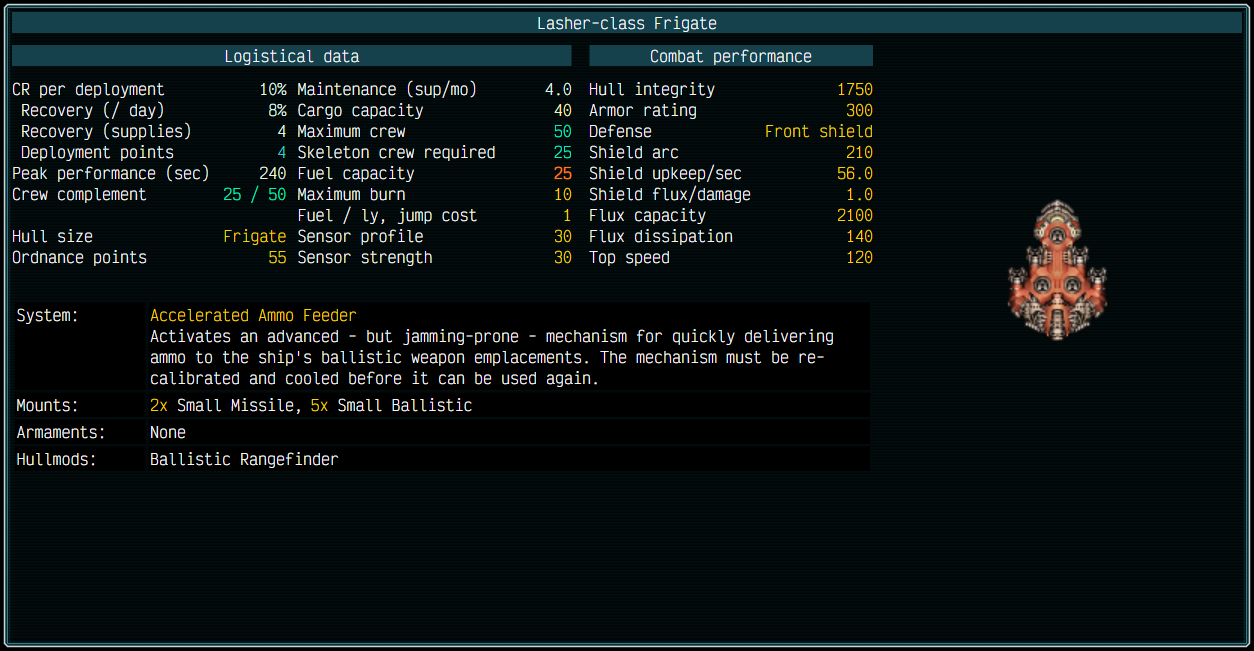 Lasher-class Frigate
Logistical data
CR per deployment 10% Maintenance (sup/mo) 4.0
Recovery (/ day) 8% Cargo capacity 40
Recovery (supplies) 4 Maximum crew 50
Deployment points 4 Skeleton crew required 25
Peak performance (sec) 240 Fuel capacity 25
Crew complement 25 / 50 Maximum burn 10
Fuel / ly, jump cost 1
Hull size Frigate Sensor profile 30
Ordnance points 55 Sensor strength 30
Combat performance
Hull integrity 1750
Armor rating 300
Defense Front shield
Shield arc 210
Shield upkeep/sec 56.0
Shield flux/damage 1.0
Flux capacity 2100
Flux dissipation 140
Top speed 120
System: Accelerated Ammo Feeder
Activates an advanced - but jamming-prone - mechanism for quickly delivering
ammo to the ship's ballistic weapon emplacements. The mechanism must be re-
calibrated and cooled before it can be used again.
Mounts: 2x Small Missile, 5x Small Ballistic
Armaments: None
Hullmods: Ballistic Rangefinder